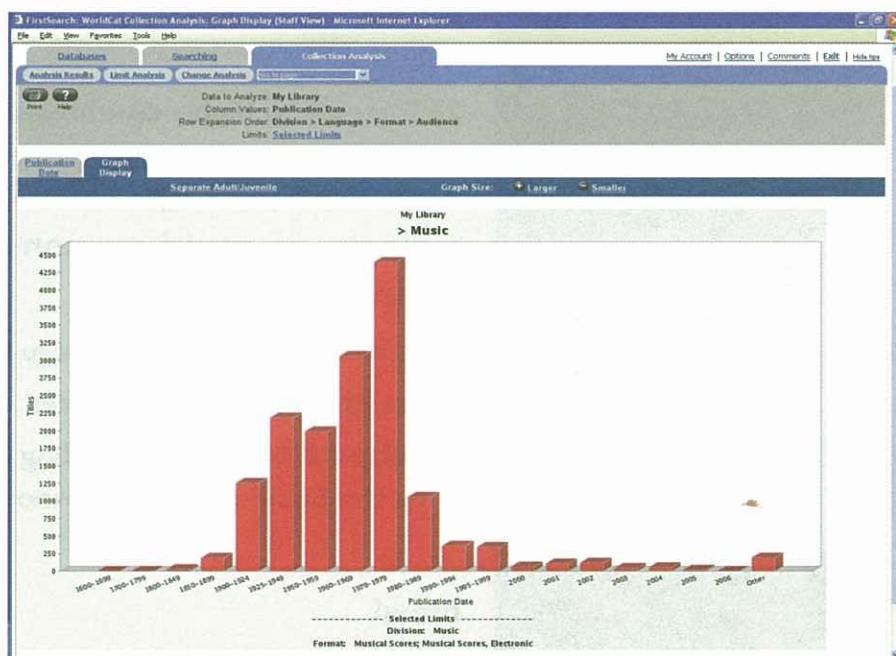 FirstSearch: WorldCat Collection Analysis: Graph Display (Staff View) - Microsoft Internet Explorer
File Edit View Favorites Tools Help
Databases Searching Collection Analysis My Account | Options | Comments | Exit | Hide tips
Analysis Results Limit Analysis Change Analysis Go to page
Print Help
Data to Analyze: My Library
Column Values: Publication Date
Row Expansion Order: Division > Language > Format > Audience
Limits: Selected Limits
Publication Date
Graph Display
Separate Adult/Juvenile Graph Size: Larger Smaller
My Library
> Music
4500
4250
4000
3750
3500
3250
3000
2750
2500
2250
2000
1750
1500
1250
1000
750
500
250
0
Titles
1600-1699 1700-1799 1800-1849 1850-1899 1900-1924 1925-1949 1950-1959 1960-1969 1970-1979 1980-1989 1990-1994 1995-1999 2000 2001 2002 2003 2004 2005 2006 Other
Publication Date
------------ Selected Limits ------------
Division: Music
Format: Musical Scores; Musical Scores, Electronic